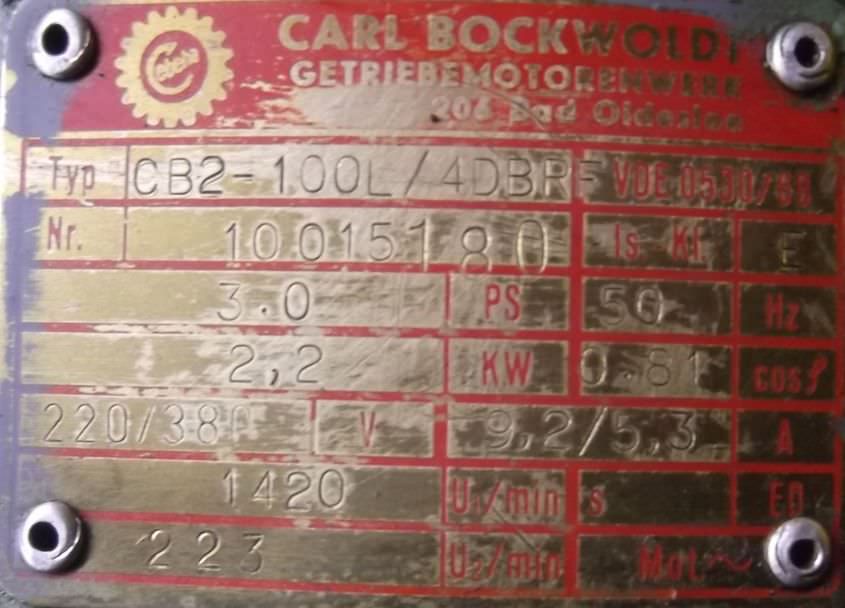 CARL BOCKWOLDT
GETRIEBEMOTORENWERK
206 Bad Oldesloe
Typ CB2-100L/4DBRF VDE 0530/
Nr. 10015180 Is. Kl. E
3.0 PS 50 Hz
2,2 KW 0.81 cosφ
220/380 V 9,2/5,3 A
1420 U₁/min s ED
223 U₂/min Mot.~